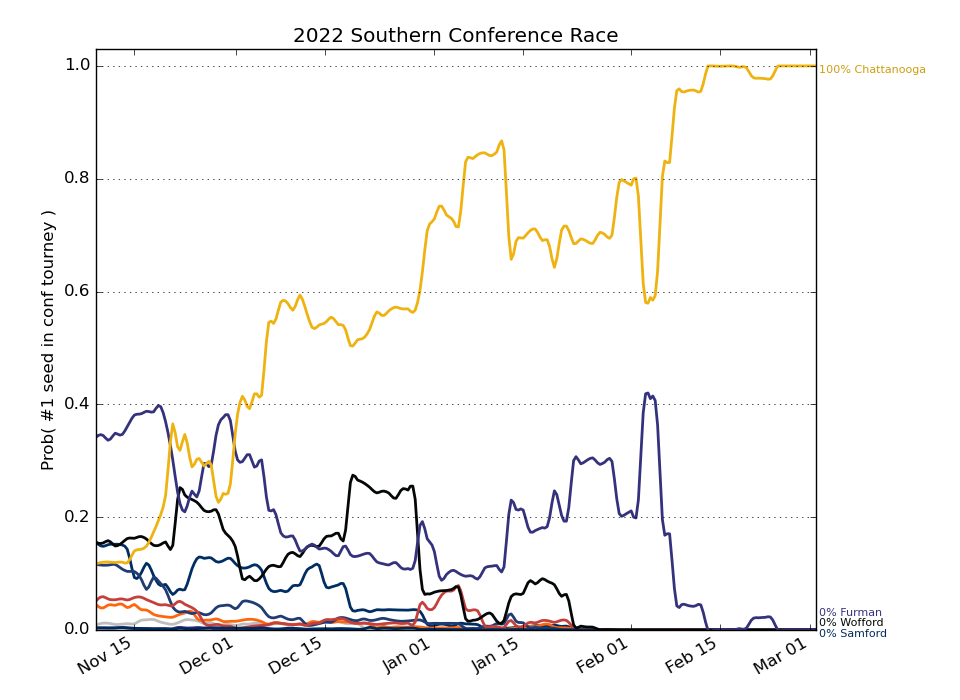 2022 Southern Conference Race
Prob( #1 seed in conf tourney )
1.0
0.8
0.6
0.4
0.2
0.0
100% Chattanooga
0% Furman
0% Wofford
0% Samford
Nov 15
Dec 01
Dec 15
Jan 01
Jan 15
Feb 01
Feb 15
Mar 01